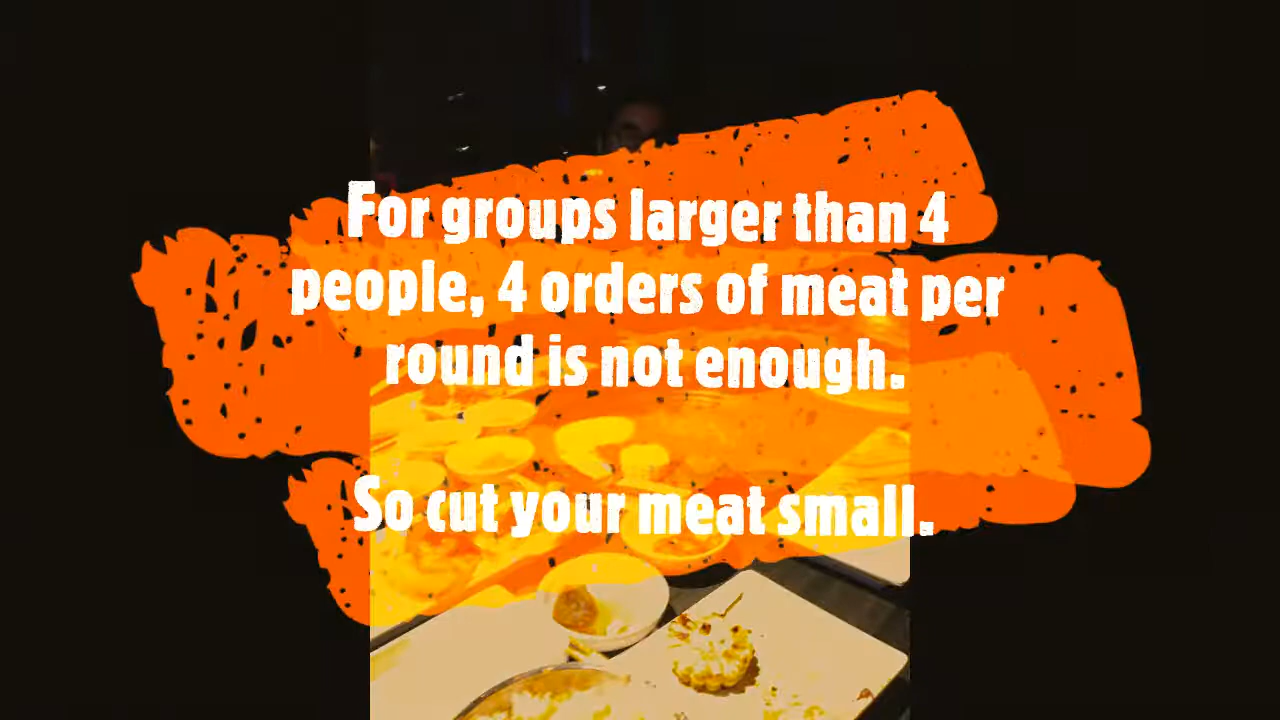 For groups larger than 4
people, 4 orders of meat per
round is not enough.
So cut your meat small.